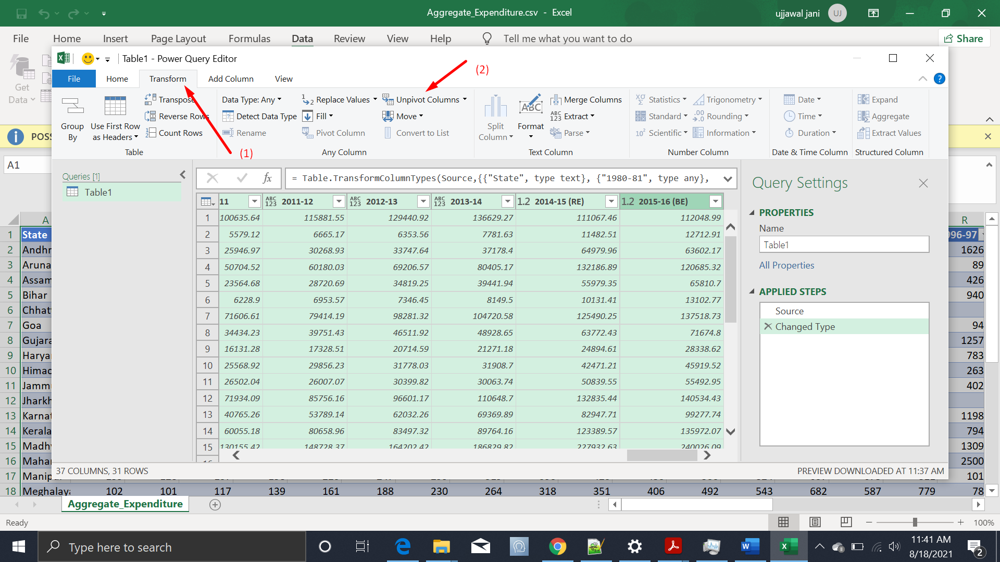 Aggregate_Expenditure.csv - Excel
ujjawal jani UJ
File Home Insert Page Layout Formulas Data Review View Help Tell me what you want to do Share
Table1 - Power Query Editor
(2)
File Home Transform Add Column View ?
Get
Data
Group
By
Use First Row
as Headers
Transpose
Reverse Rows
Count Rows
Table
Data Type: Any
Detect Data Type
Rename
Replace Values
Fill
Pivot Column
Unpivot Columns
Move
Convert to List
Any Column
(1)
Split
Column
Format
Merge Columns
Extract
Parse
Text Column
Statistics
Standard
Scientific
Trigonometry
Rounding
Information
Number Column
Date
Time
Duration
Date & Time Column
Expand
Aggregate
Extract Values
Structured Column
POSS
A1
Queries [1]
Table1
fx = Table.TransformColumnTypes(Source,{{"State", type text}, {"1980-81", type any},
11 ABC 123 2011-12 ABC 123 2012-13 ABC 123 2013-14 1.2 2014-15 (RE) 1.2 2015-16 (BE)
1 100635.64 115881.55 129440.92 136629.27 111067.46 112048.99
2 5579.12 6665.17 6353.56 7781.63 11482.51 12712.91
3 25946.97 30268.93 33747.64 37178.4 64979.96 63602.17
4 50704.52 60180.03 69206.57 80405.17 132186.89 120685.32
5 23564.68 28720.69 34819.25 39441.94 55979.35 65810.7
6 6228.9 6953.57 7346.45 8149.5 10131.41 13102.77
7 71606.61 79414.19 98281.32 104720.58 125490.25 137518.73
8 34434.23 39751.43 46511.92 48928.65 63772.43 71674.8
9 16131.28 17328.51 20714.59 21271.18 24894.61 28338.62
10 25568.92 29856.23 31778.03 31908.7 42471.21 45919.52
11 26502.04 26007.07 30399.82 30063.74 50839.55 55492.95
12 71934.09 85756.16 96601.17 110648.7 132835.44 140534.43
13 40765.26 53789.14 62032.26 69369.89 82947.71 99277.74
14 60055.18 80658.96 83497.32 89764.16 123389.57 135972.07
15 130155.42 148728.37 164202.42 186829.82 227932.63 240026.09
Query Settings
PROPERTIES
Name
Table1
All Properties
APPLIED STEPS
Source
Changed Type
37 COLUMNS, 31 ROWS
PREVIEW DOWNLOADED AT 11:37 AM
A R
1 State 996-97
2 Andhr 1626
3 Aruna 89
4 Assam 426
5 Bihar 940
6 Chhat
7 Goa 94
8 Gujara 1257
9 Haryan 783
10 Himac 263
11 Jamm 402
12 Jharkh
13 Karnat 1198
14 Kerala 794
15 Madhy 1309
16 Mahar 2500
17 Manipu 101
18 Meghalaya 102 101 117 139 161 188 230 264 318 351 406 492 543 682 587 779 78
Aggregate_Expenditure
Ready
100%
Type here to search
11:41 AM
8/18/2021
2